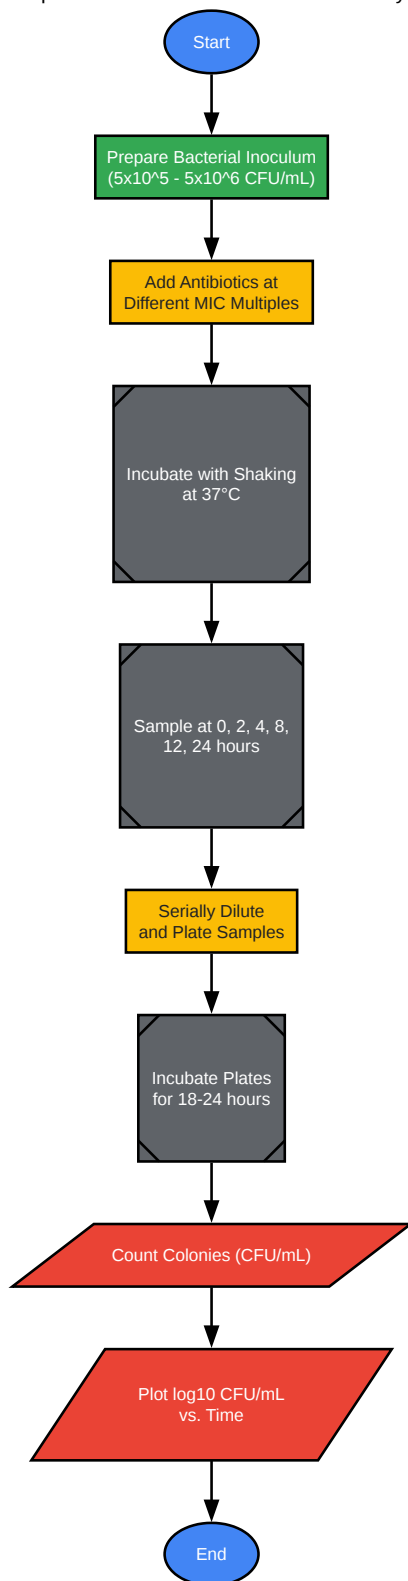 Start
Prepare Bacterial Inoculum
(5x10^5 - 5x10^6 CFU/mL)
Add Antibiotics at
Different MIC Multiples
Incubate with Shaking
at 37°C
Sample at 0, 2, 4, 8,
12, 24 hours
Serially Dilute
and Plate Samples
Incubate Plates
for 18-24 hours
Count Colonies (CFU/mL)
Plot log10 CFU/mL
vs. Time
End